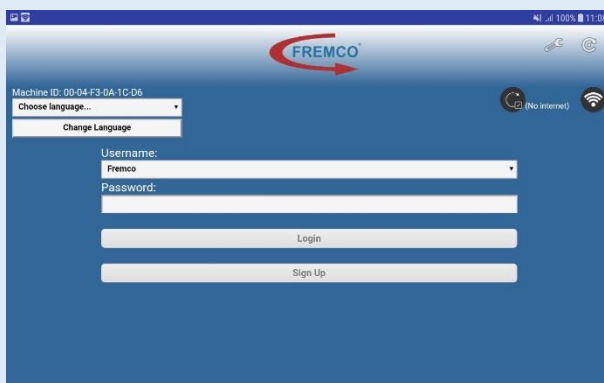 100% 11:08
FREMCO
Machine ID: 00-04-F3-0A-1C-D6
Choose language...
(No internet)
Change Language
Username:
Fremco
Password:
Login
Sign Up